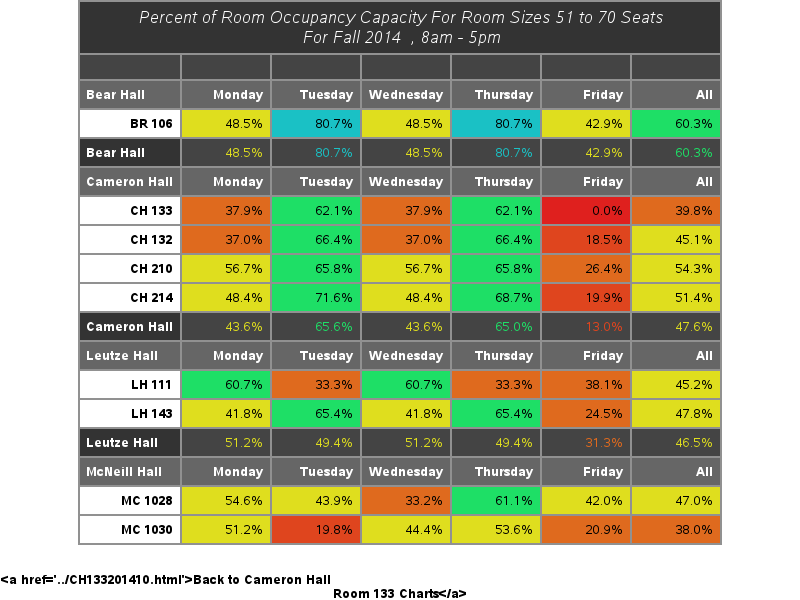 Percent of Room Occupancy Capacity For Room Sizes 51 to 70 Seats
For Fall 2014 , 8am - 5pm
Bear Hall Monday Tuesday Wednesday Thursday Friday All
BR 106 48.5% 80.7% 48.5% 80.7% 42.9% 60.3%
Bear Hall 48.5% 80.7% 48.5% 80.7% 42.9% 60.3%
Cameron Hall Monday Tuesday Wednesday Thursday Friday All
CH 133 37.9% 62.1% 37.9% 62.1% 0.0% 39.8%
CH 132 37.0% 66.4% 37.0% 66.4% 18.5% 45.1%
CH 210 56.7% 65.8% 56.7% 65.8% 26.4% 54.3%
CH 214 48.4% 71.6% 48.4% 68.7% 19.9% 51.4%
Cameron Hall 43.6% 65.6% 43.6% 65.0% 13.0% 47.6%
Leutze Hall Monday Tuesday Wednesday Thursday Friday All
LH 111 60.7% 33.3% 60.7% 33.3% 38.1% 45.2%
LH 143 41.8% 65.4% 41.8% 65.4% 24.5% 47.8%
Leutze Hall 51.2% 49.4% 51.2% 49.4% 31.3% 46.5%
McNeill Hall Monday Tuesday Wednesday Thursday Friday All
MC 1028 54.6% 43.9% 33.2% 61.1% 42.0% 47.0%
MC 1030 51.2% 19.8% 44.4% 53.6% 20.9% 38.0%
<a href='../CH133201410.html'>Back to Cameron Hall
Room 133 Charts</a>